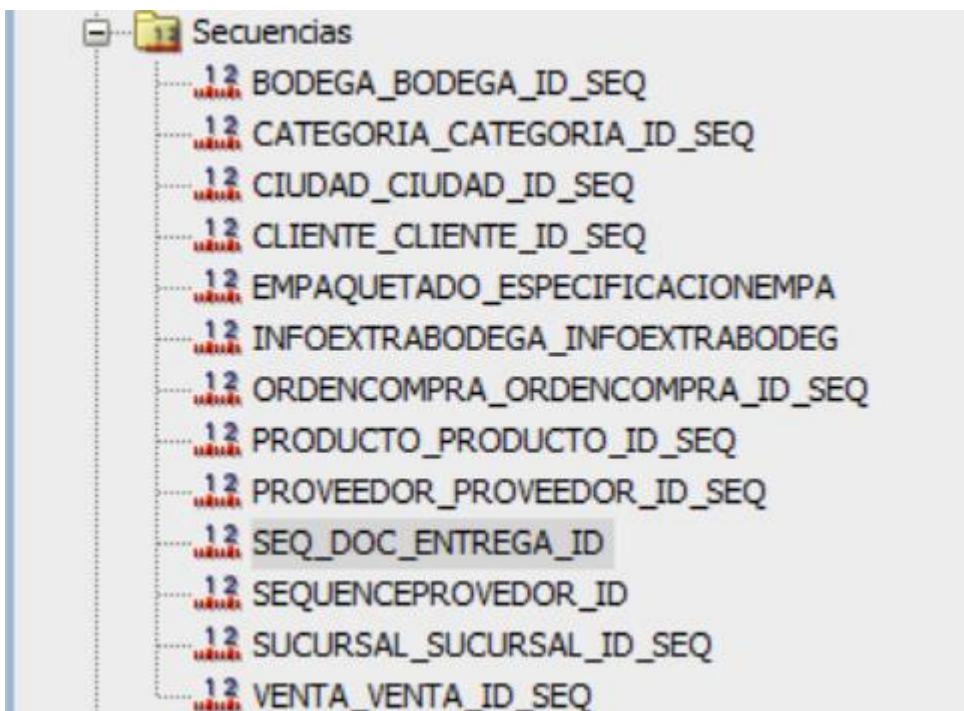 Secuencias
BODEGA_BODEGA_ID_SEQ
CATEGORIA_CATEGORIA_ID_SEQ
CIUDAD_CIUDAD_ID_SEQ
CLIENTE_CLIENTE_ID_SEQ
EMPAQUETADO_ESPECIFICACIONEMPA
INFOEXTRABODEGA_INFOEXTRABODEG
ORDENCOMPRA_ORDENCOMPRA_ID_SEQ
PRODUCTO_PRODUCTO_ID_SEQ
PROVEEDOR_PROVEEDOR_ID_SEQ
SEQ_DOC_ENTREGA_ID
SEQUENCEPROVEDOR_ID
SUCURSAL_SUCURSAL_ID_SEQ
VENTA_VENTA_ID_SEQ